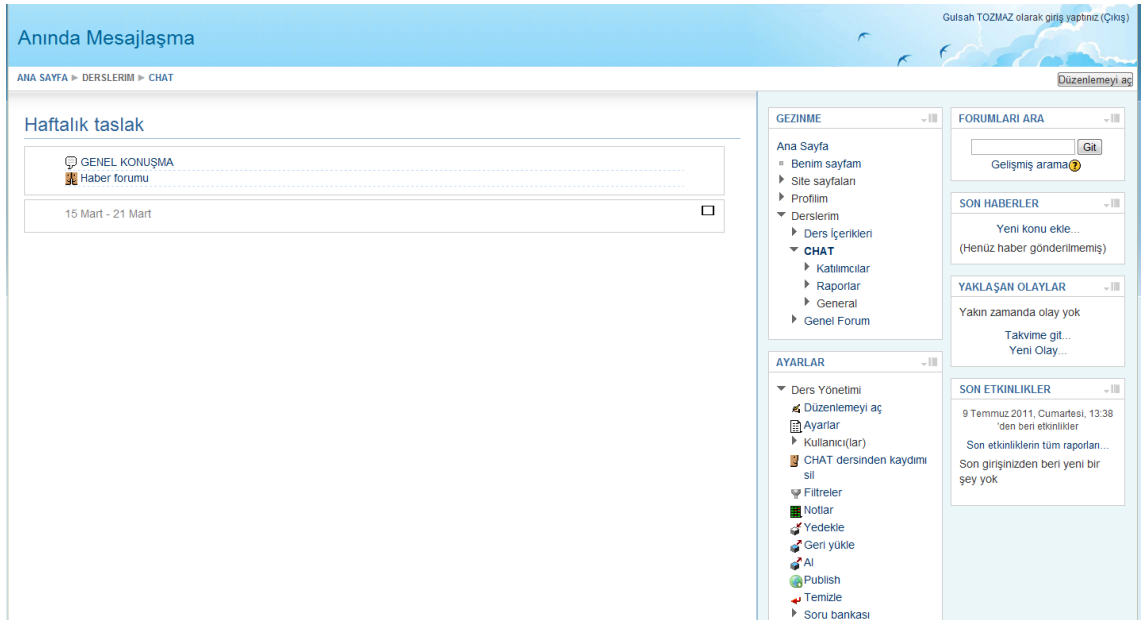 Gulsah TOZMAZ olarak giriş yaptınız (Çıkış)
Anında Mesajlaşma
ANA SAYFA ► DERSLERIM ► CHAT
Düzenlemeyi aç
Haftalık taslak
GENEL KONUŞMA
Haber forumu
15 Mart - 21 Mart
GEZINME
Ana Sayfa
Benim sayfam
Site sayfaları
Profilim
Derslerim
Ders İçerikleri
CHAT
Katılımcılar
Raporlar
General
Genel Forum
AYARLAR
Ders Yönetimi
Düzenlemeyi aç
Ayarlar
Kullanıcı(lar)
CHAT dersinden kaydımı
sil
Filtreler
Notlar
Yedekle
Geri yükle
Al
Publish
Temizle
Soru bankası
FORUMLARI ARA
Git
Gelişmiş arama
SON HABERLER
Yeni konu ekle...
(Henüz haber gönderilmemiş)
YAKLAŞAN OLAYLAR
Yakın zamanda olay yok
Takvime git...
Yeni Olay...
SON ETKINLIKLER
9 Temmuz 2011, Cumartesi, 13:38
'den beri etkinlikler
Son etkinliklerin tüm raporları...
Son girişinizden beri yeni bir
şey yok